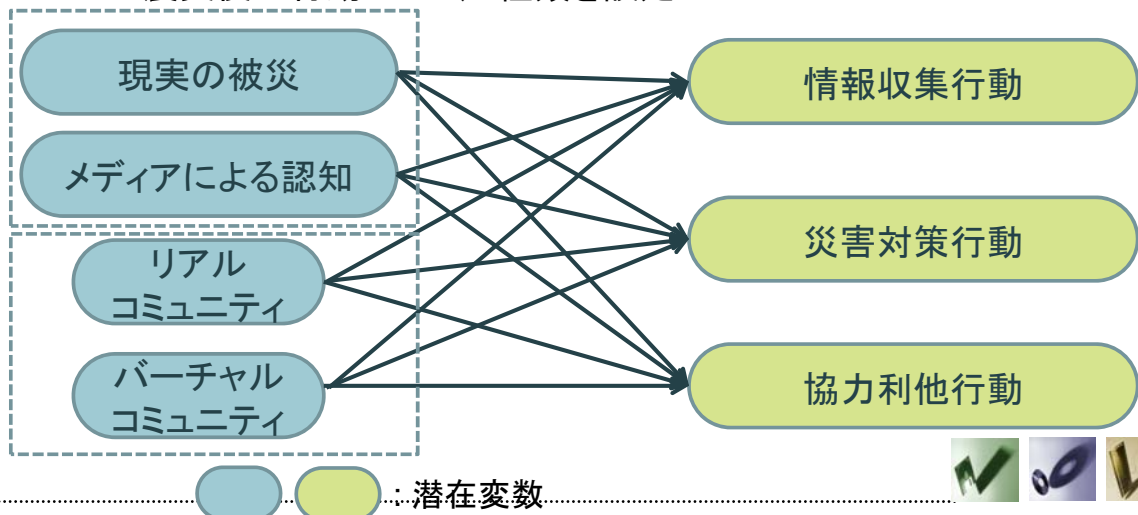 現実の被災
情報収集行動
メディアによる認知
リアル
コミュニティ
災害対策行動
バーチャル
コミュニティ
協力利他行動
:潜在変数